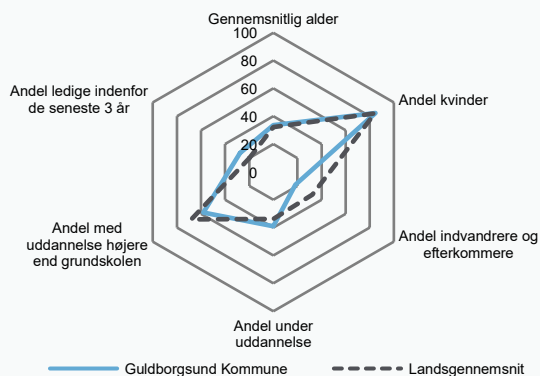 Gennemsnitlig alder
100
80
60
40
20
0
Andel kvinder
Andel indvandrere og
efterkommere
Andel under
uddannelse
Andel med
uddannelse højere
end grundskolen
Andel ledige indenfor
de seneste 3 år
Guldborgsund Kommune
Landsgennemsnit